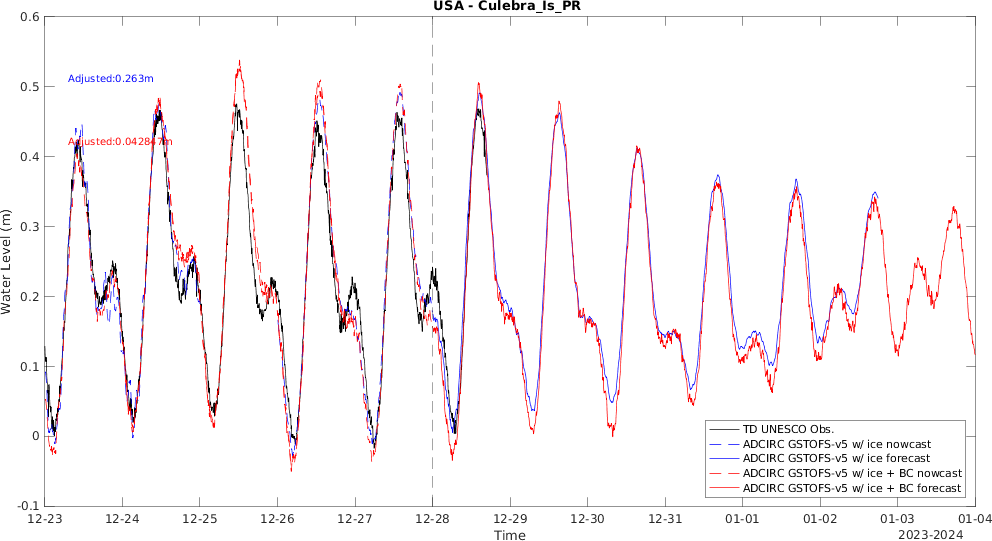 USA - Culebra_Is_PR
0.6
0.5
0.4
0.3
0.2
0.1
0
-0.1
Water Level (m)
Adjusted:0.263m
Adjusted:0.042847m
TD UNESCO Obs.
ADCIRC GSTOFS-v5 w/ ice nowcast
ADCIRC GSTOFS-v5 w/ ice forecast
ADCIRC GSTOFS-v5 w/ ice + BC nowcast
ADCIRC GSTOFS-v5 w/ ice + BC forecast
12-23 12-24 12-25 12-26 12-27 12-28 12-29 12-30 12-31 01-01 01-02 01-03 01-04
Time
2023-2024